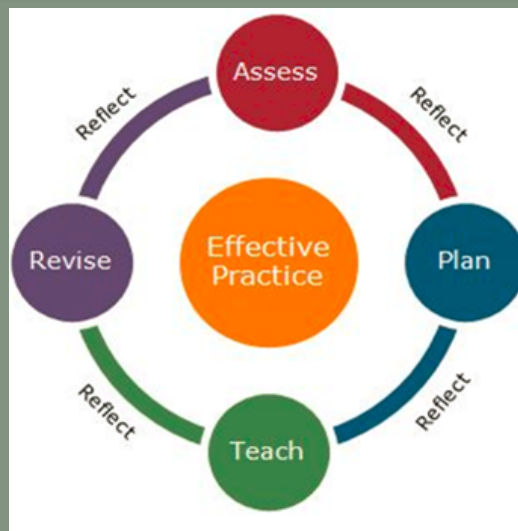 Assess
Reflect
Reflect
Revise
Effective
Practice
Plan
Reflect
Reflect
Teach